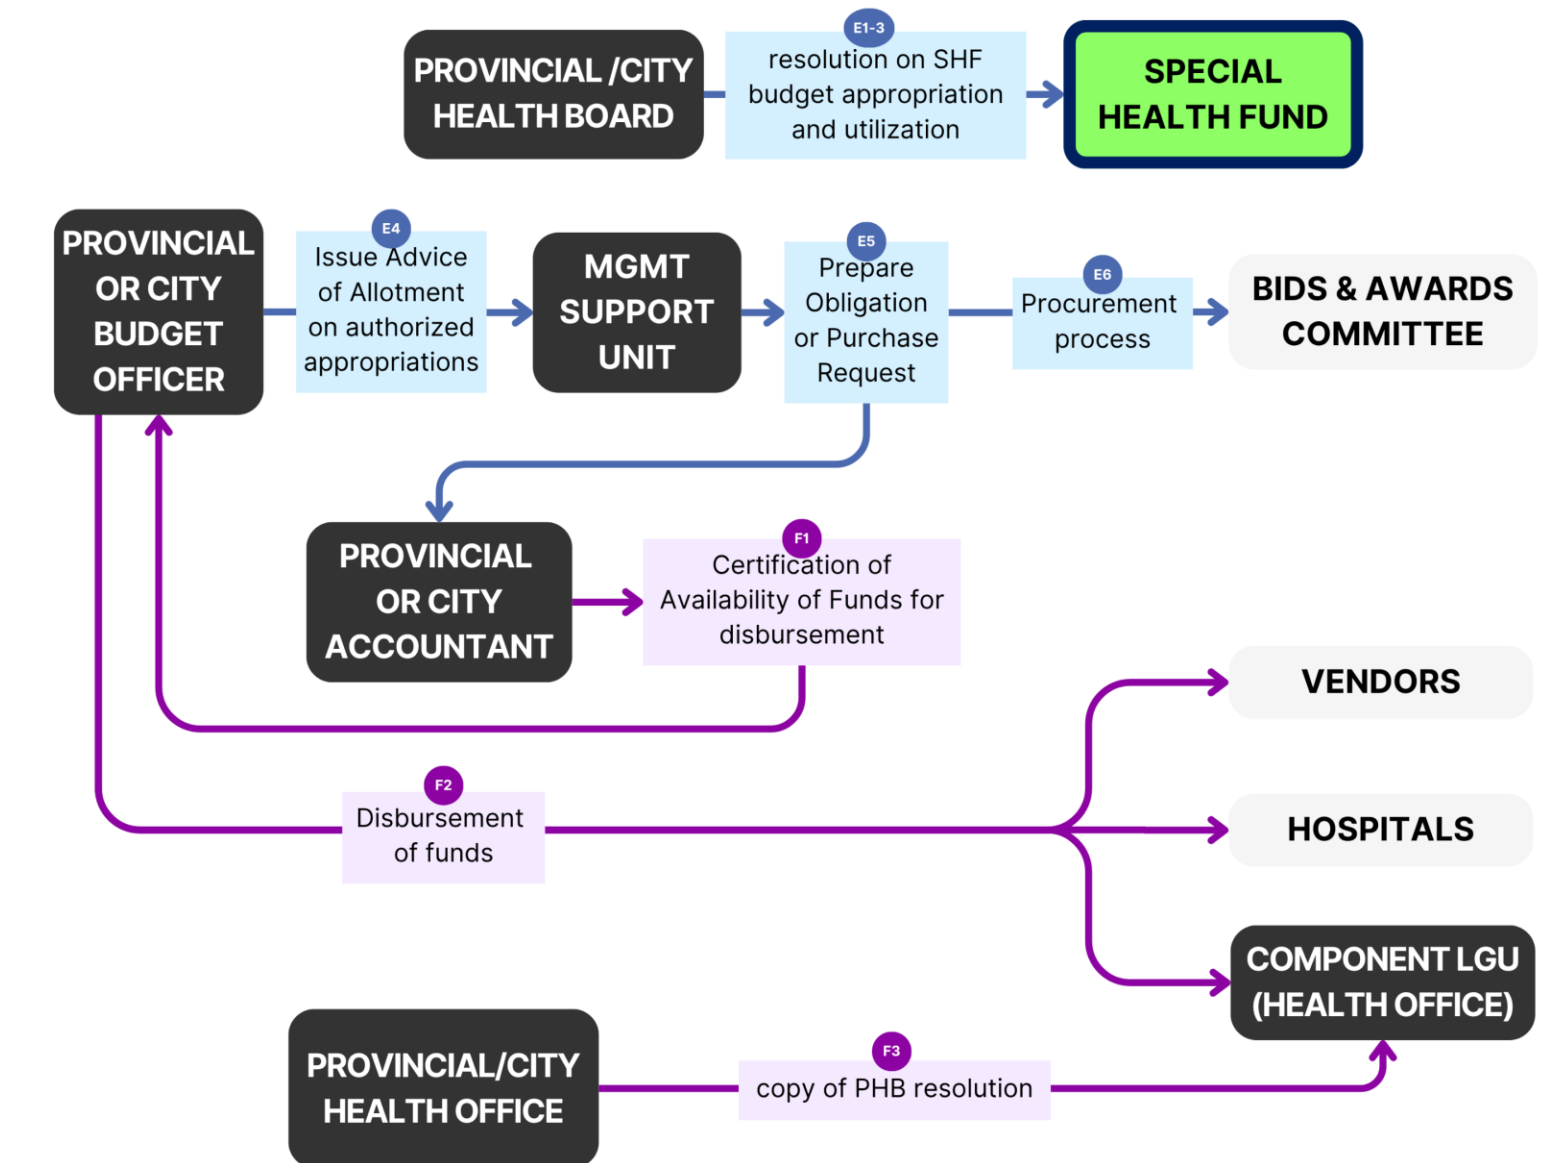 PROVINCIAL /CITY
HEALTH BOARD
E1-3
resolution on SHF
budget appropriation
and utilization
SPECIAL
HEALTH FUND
PROVINCIAL
OR CITY
BUDGET
OFFICER
E4
Issue Advice
of Allotment
on authorized
appropriations
MGMT
SUPPORT
UNIT
E5
Prepare
Obligation
or Purchase
Request
E6
Procurement
process
BIDS & AWARDS
COMMITTEE
PROVINCIAL
OR CITY
ACCOUNTANT
F1
Certification of
Availability of Funds for
disbursement
VENDORS
F2
Disbursement
of funds
HOSPITALS
COMPONENT LGU
(HEALTH OFFICE)
PROVINCIAL/CITY
HEALTH OFFICE
F3
copy of PHB resolution